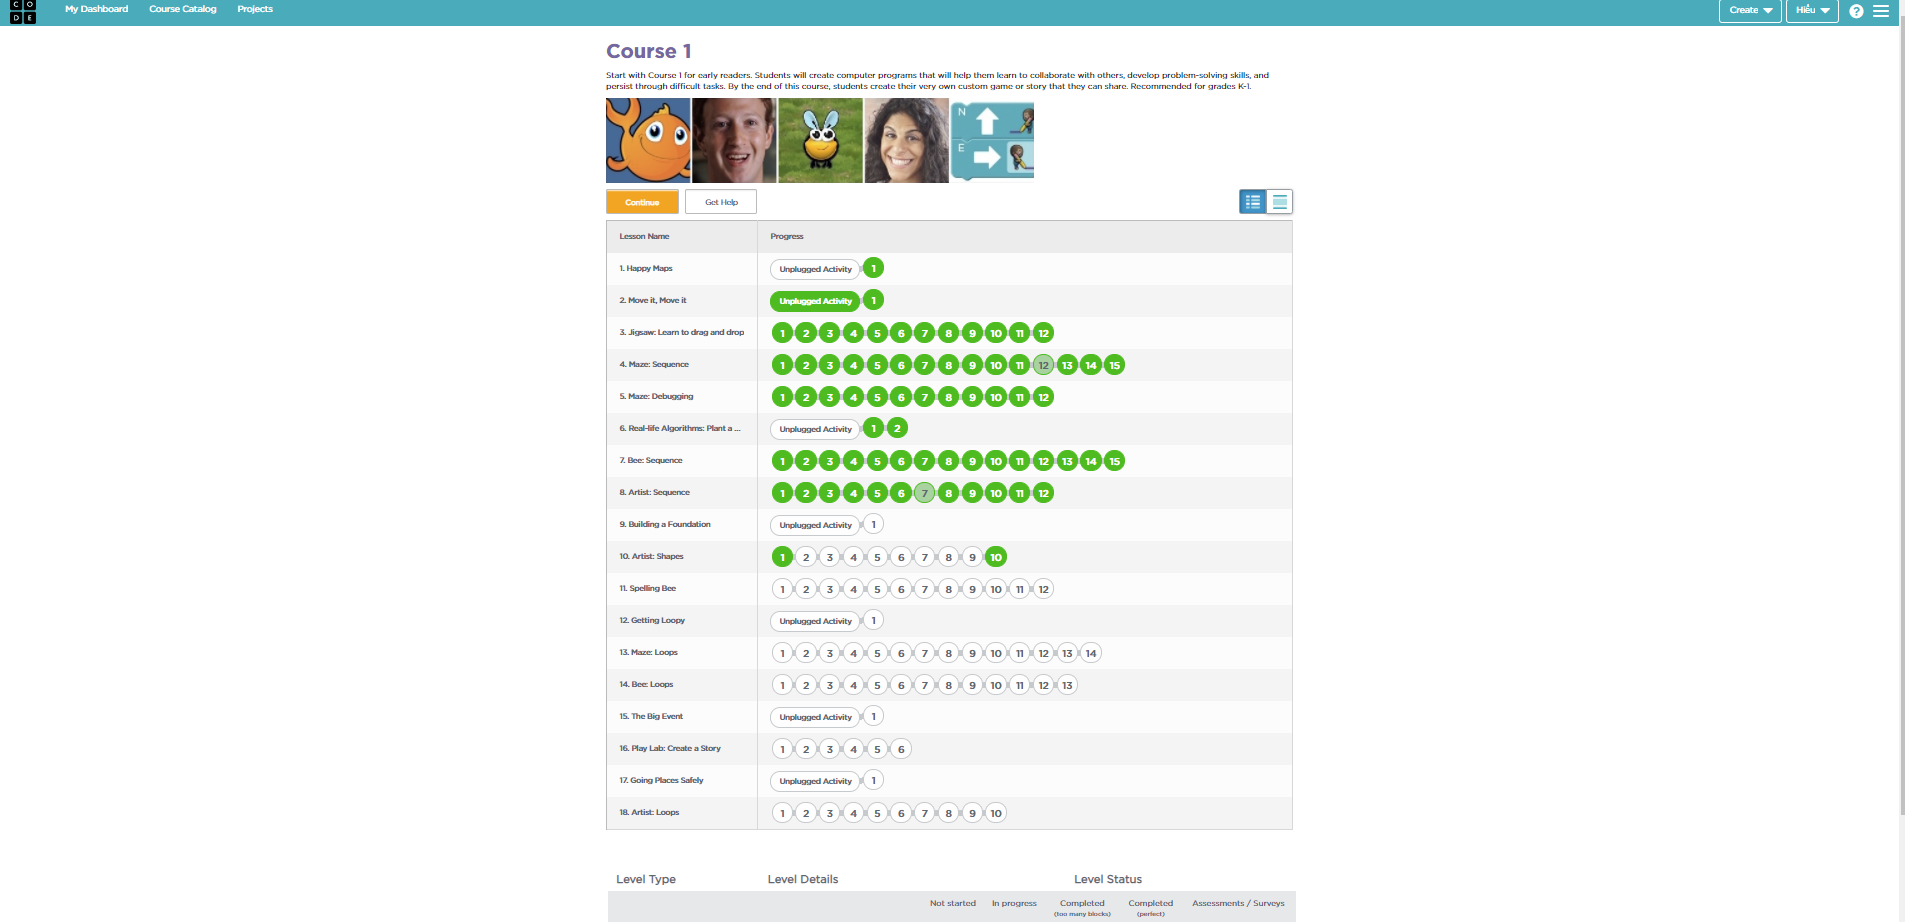 C O
D E
My Dashboard Course Catalog Projects Create Hiếu ?
Course 1
Start with Course 1 for early readers. Students will create computer programs that will help them learn to collaborate with others, develop problem-solving skills, and
persist through difficult tasks. By the end of this course, students create their very own custom game or story that they can share. Recommended for grades K-1.
N
E
Continue Get Help
Lesson Name Progress
1. Happy Maps Unplugged Activity 1
2. Move it, Move it Unplugged Activity 1
3. Jigsaw: Learn to drag and drop 1 2 3 4 5 6 7 8 9 10 11 12
4. Maze: Sequence 1 2 3 4 5 6 7 8 9 10 11 12 13 14 15
5. Maze: Debugging 1 2 3 4 5 6 7 8 9 10 11 12
6. Real-life Algorithms: Plant a ... Unplugged Activity 1 2
7. Bee: Sequence 1 2 3 4 5 6 7 8 9 10 11 12 13 14 15
8. Artist: Sequence 1 2 3 4 5 6 7 8 9 10 11 12
9. Building a Foundation Unplugged Activity 1
10. Artist: Shapes 1 2 3 4 5 6 7 8 9 10
11. Spelling Bee 1 2 3 4 5 6 7 8 9 10 11 12
12. Getting Loopy Unplugged Activity 1
13. Maze: Loops 1 2 3 4 5 6 7 8 9 10 11 12 13 14
14. Bee: Loops 1 2 3 4 5 6 7 8 9 10 11 12 13
15. The Big Event Unplugged Activity 1
16. Play Lab: Create a Story 1 2 3 4 5 6
17. Going Places Safely Unplugged Activity 1
18. Artist: Loops 1 2 3 4 5 6 7 8 9 10
Level Type Level Details Level Status
Not started In progress Completed Completed Assessments / Surveys
(too many blocks) (perfect)